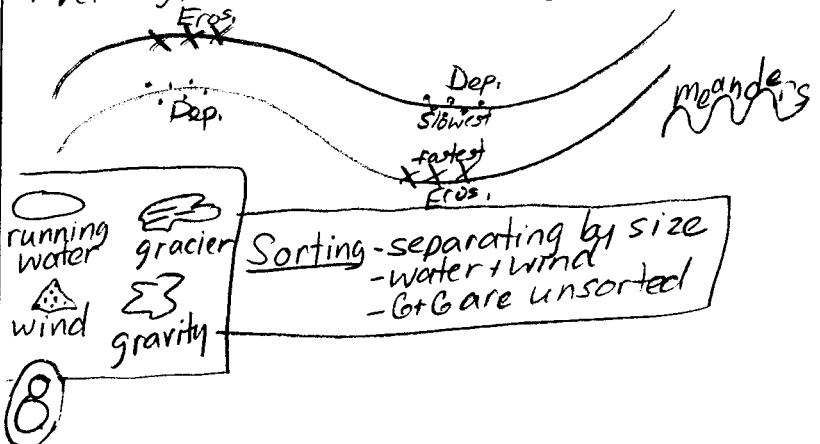 Eros.
Dep.
Dep.
Slowest
fastest
Eros.
meanders
running
water
gracier
wind
gravity
Sorting - separating by size
- water + wind
- G+G are unsorted
8